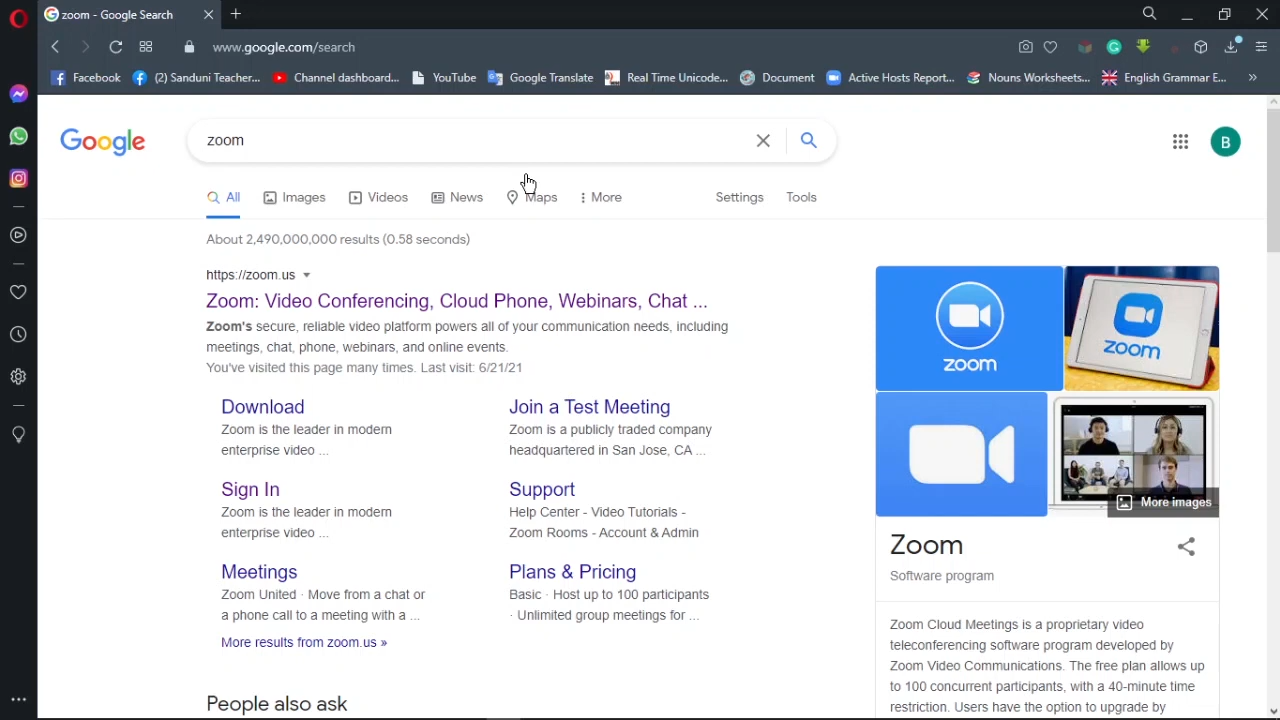 zoom - Google Search
www.google.com/search
Facebook
(2) Sanduni Teacher...
Channel dashboard...
YouTube
Google Translate
Real Time Unicode...
Document
Active Hosts Report...
Nouns Worksheets...
English Grammar E...
»
Google
zoom
B
All
Images
Videos
News
Maps
More
Settings
Tools
About 2,490,000,000 results (0.58 seconds)
https://zoom.us
Zoom: Video Conferencing, Cloud Phone, Webinars, Chat ...
Zoom's secure, reliable video platform powers all of your communication needs, including
meetings, chat, phone, webinars, and online events.
You've visited this page many times. Last visit: 6/21/21
Download
Zoom is the leader in modern
enterprise video ...
Join a Test Meeting
Zoom is a publicly traded company
headquartered in San Jose, CA ...
Sign In
Zoom is the leader in modern
enterprise video ...
Support
Help Center - Video Tutorials -
Zoom Rooms - Account & Admin
Meetings
Zoom United · Move from a chat or
a phone call to a meeting with a ...
Plans & Pricing
Basic · Host up to 100 participants
· Unlimited group meetings for ...
More results from zoom.us »
People also ask
zoom
zoom
More images
Zoom
Software program
Zoom Cloud Meetings is a proprietary video
teleconferencing software program developed by
Zoom Video Communications. The free plan allows up
to 100 concurrent participants, with a 40-minute time
restriction. Users have the option to upgrade by